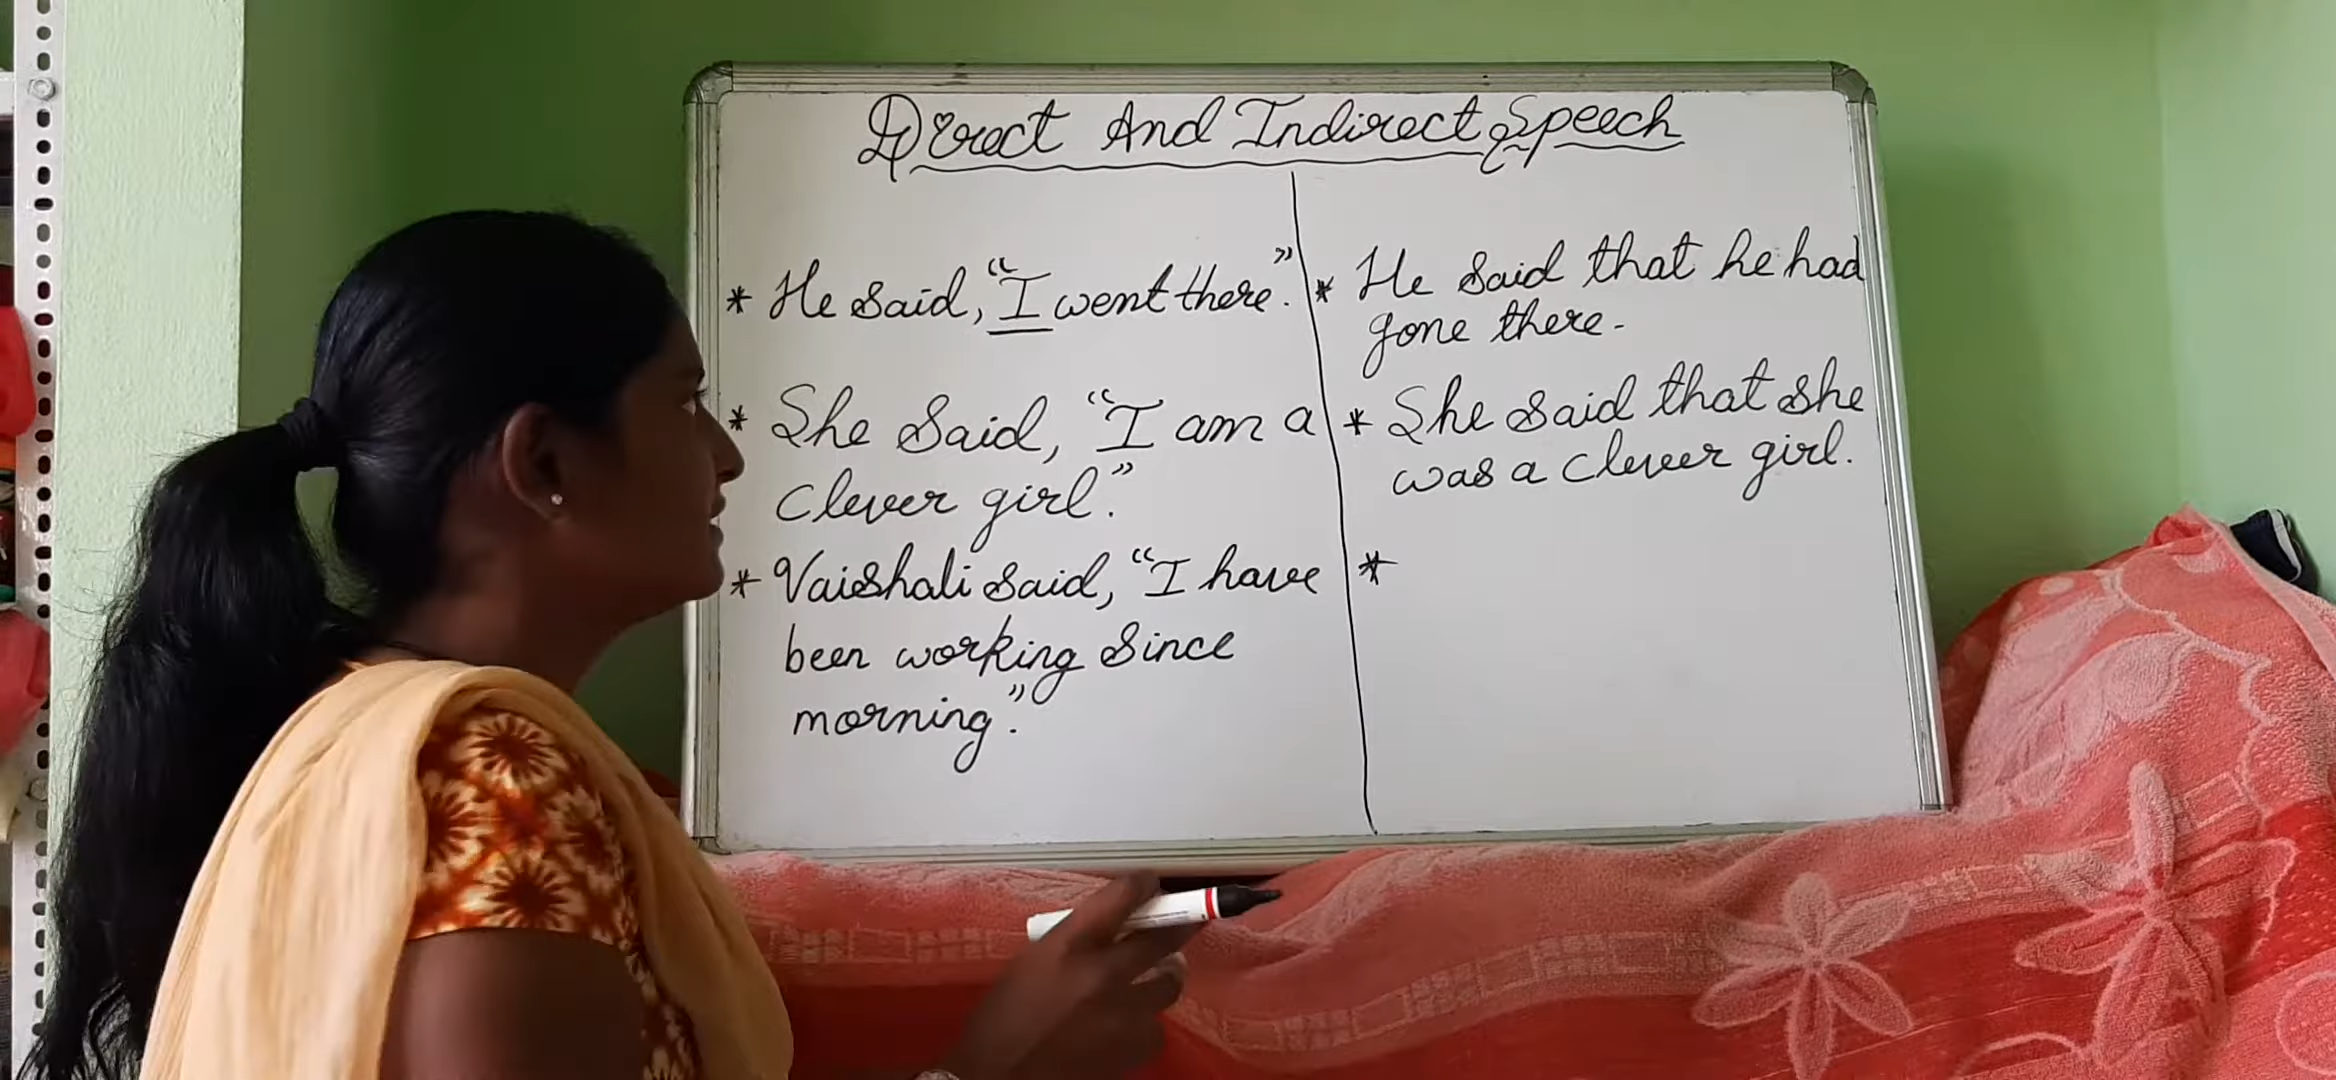 Direct And Indirect Speech
* He said, "I went there."
* She said, "I am a
clever girl."
* Vaishali said, "I have
been working since
morning".
* He said that he had
gone there.
* She said that she
was a clever girl.
*